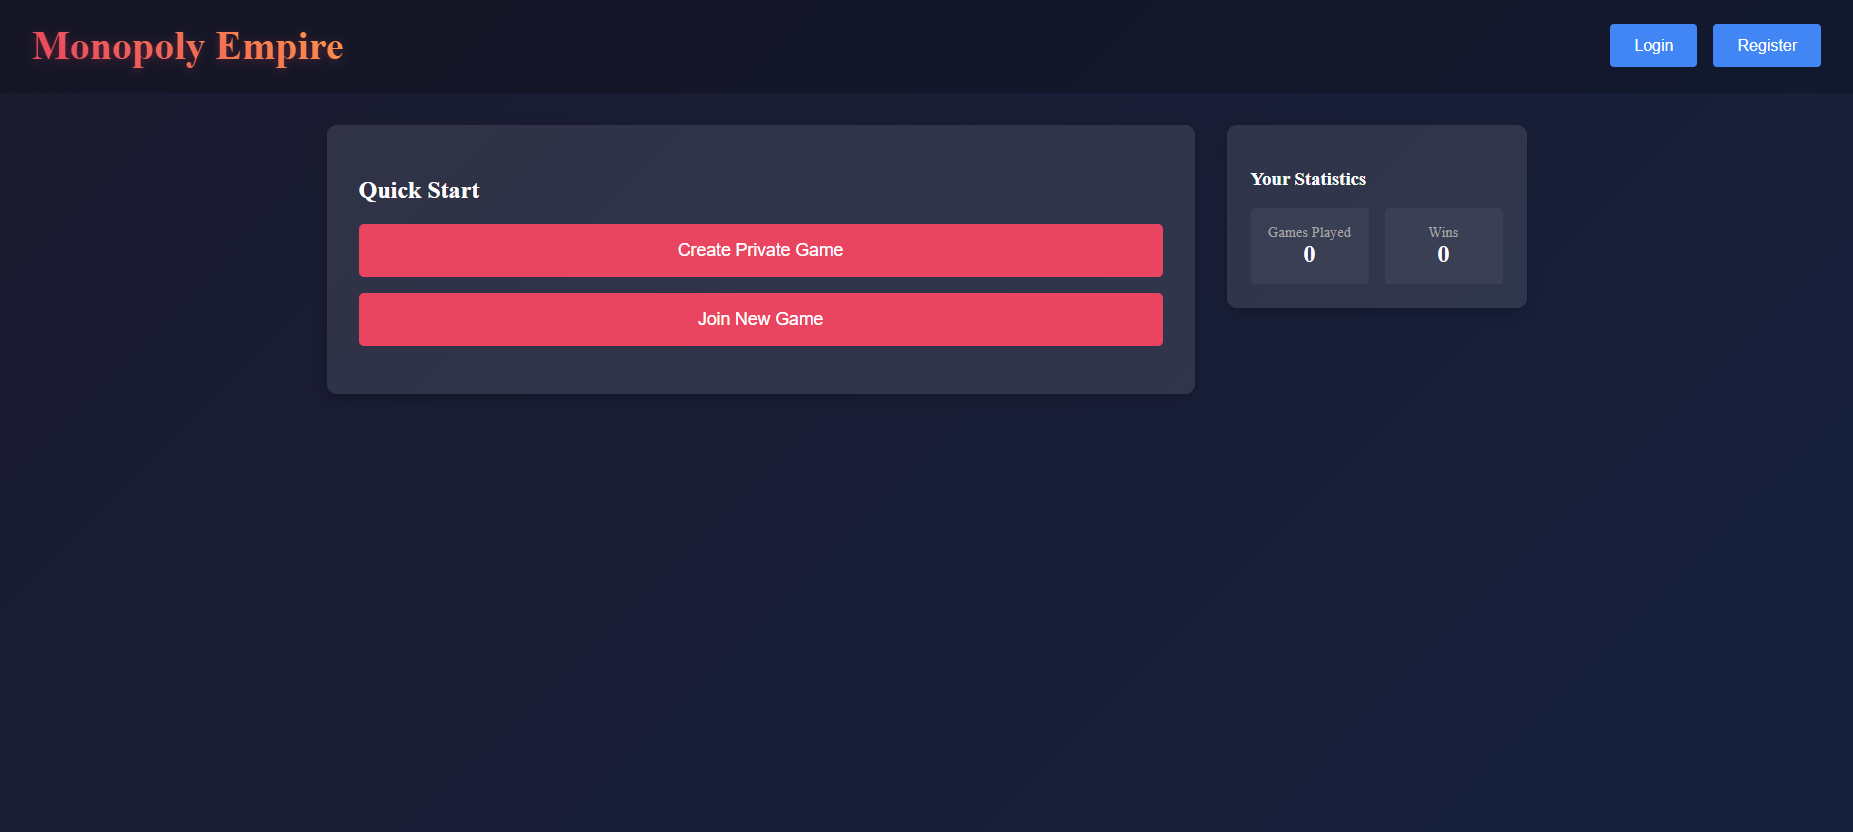 Monopoly Empire
Login
Register
Quick Start
Create Private Game
Join New Game
Your Statistics
Games Played
0
Wins
0